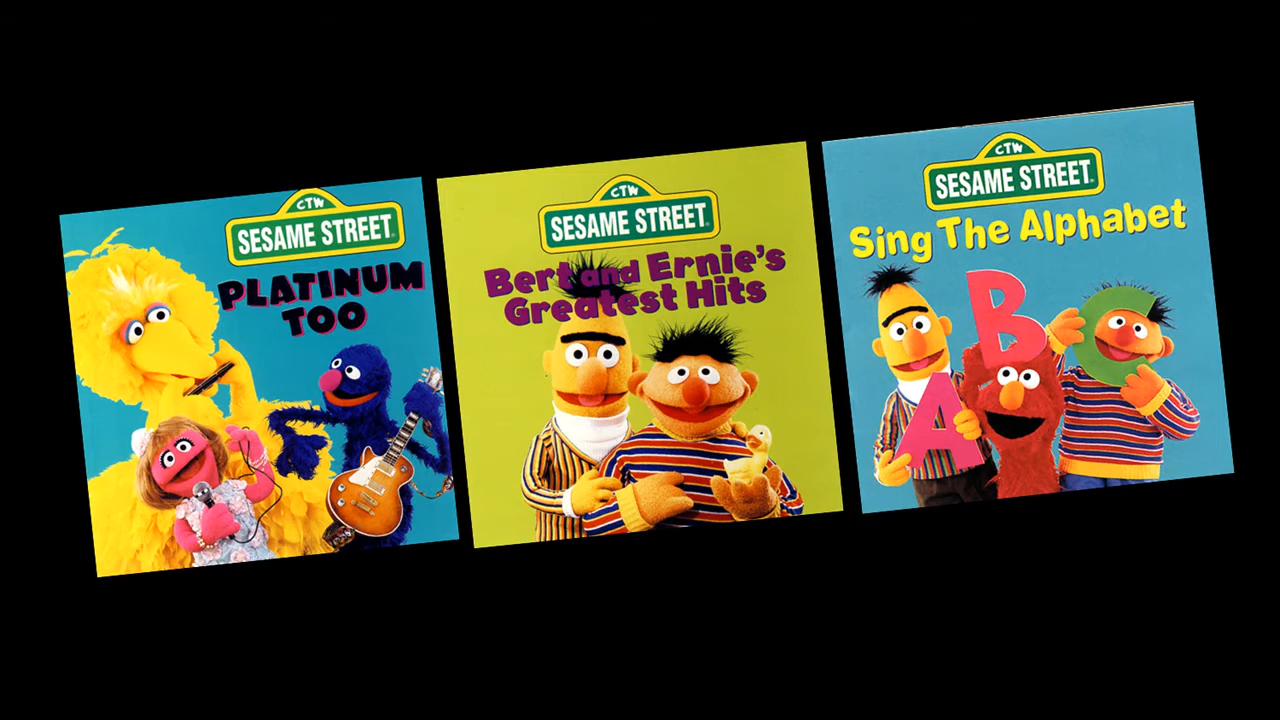 CTW
SESAME STREET
PLATINUM
TOO
CTW
SESAME STREET
Bert and Ernie's
Greatest Hits
CTW
SESAME STREET
Sing The Alphabet
A
B
C